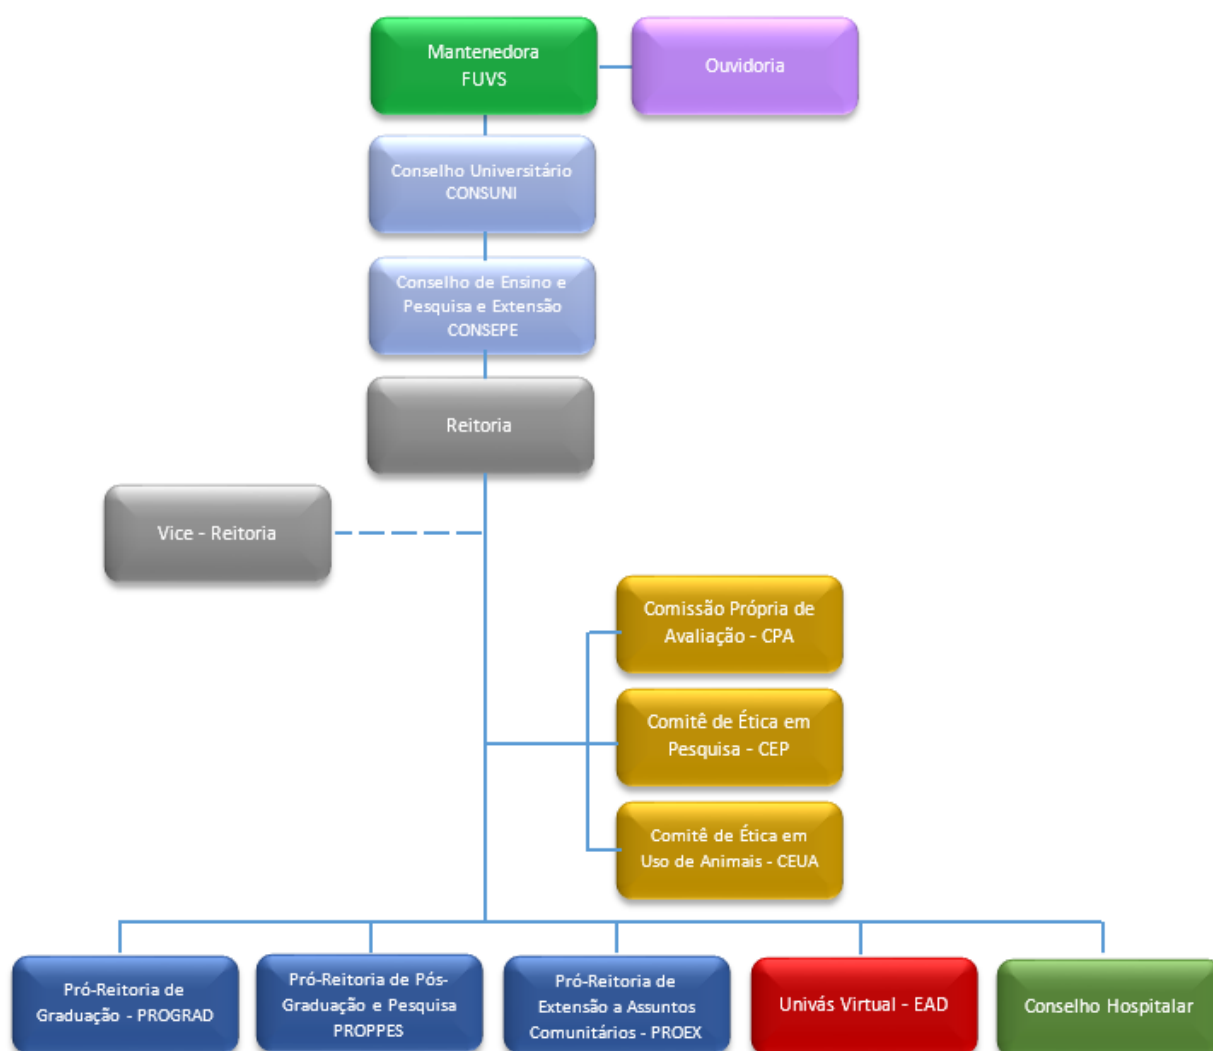 Mantenedora
FUVS
Ouvidoria
Conselho Universitário
CONSUNI
Conselho de Ensino e
Pesquisa e Extensão
CONSEPE
Reitoria
Vice - Reitoria
Comissão Própria de
Avaliação - CPA
Comitê de Ética em
Pesquisa - CEP
Comitê de Ética em
Uso de Animais - CEUA
Pró-Reitoria de
Graduação - PROGRAD
Pró-Reitoria de Pós-
Graduação e Pesquisa
PROPPES
Pró-Reitoria de
Extensão a Assuntos
Comunitários - PROEX
Univás Virtual - EAD
Conselho Hospitalar